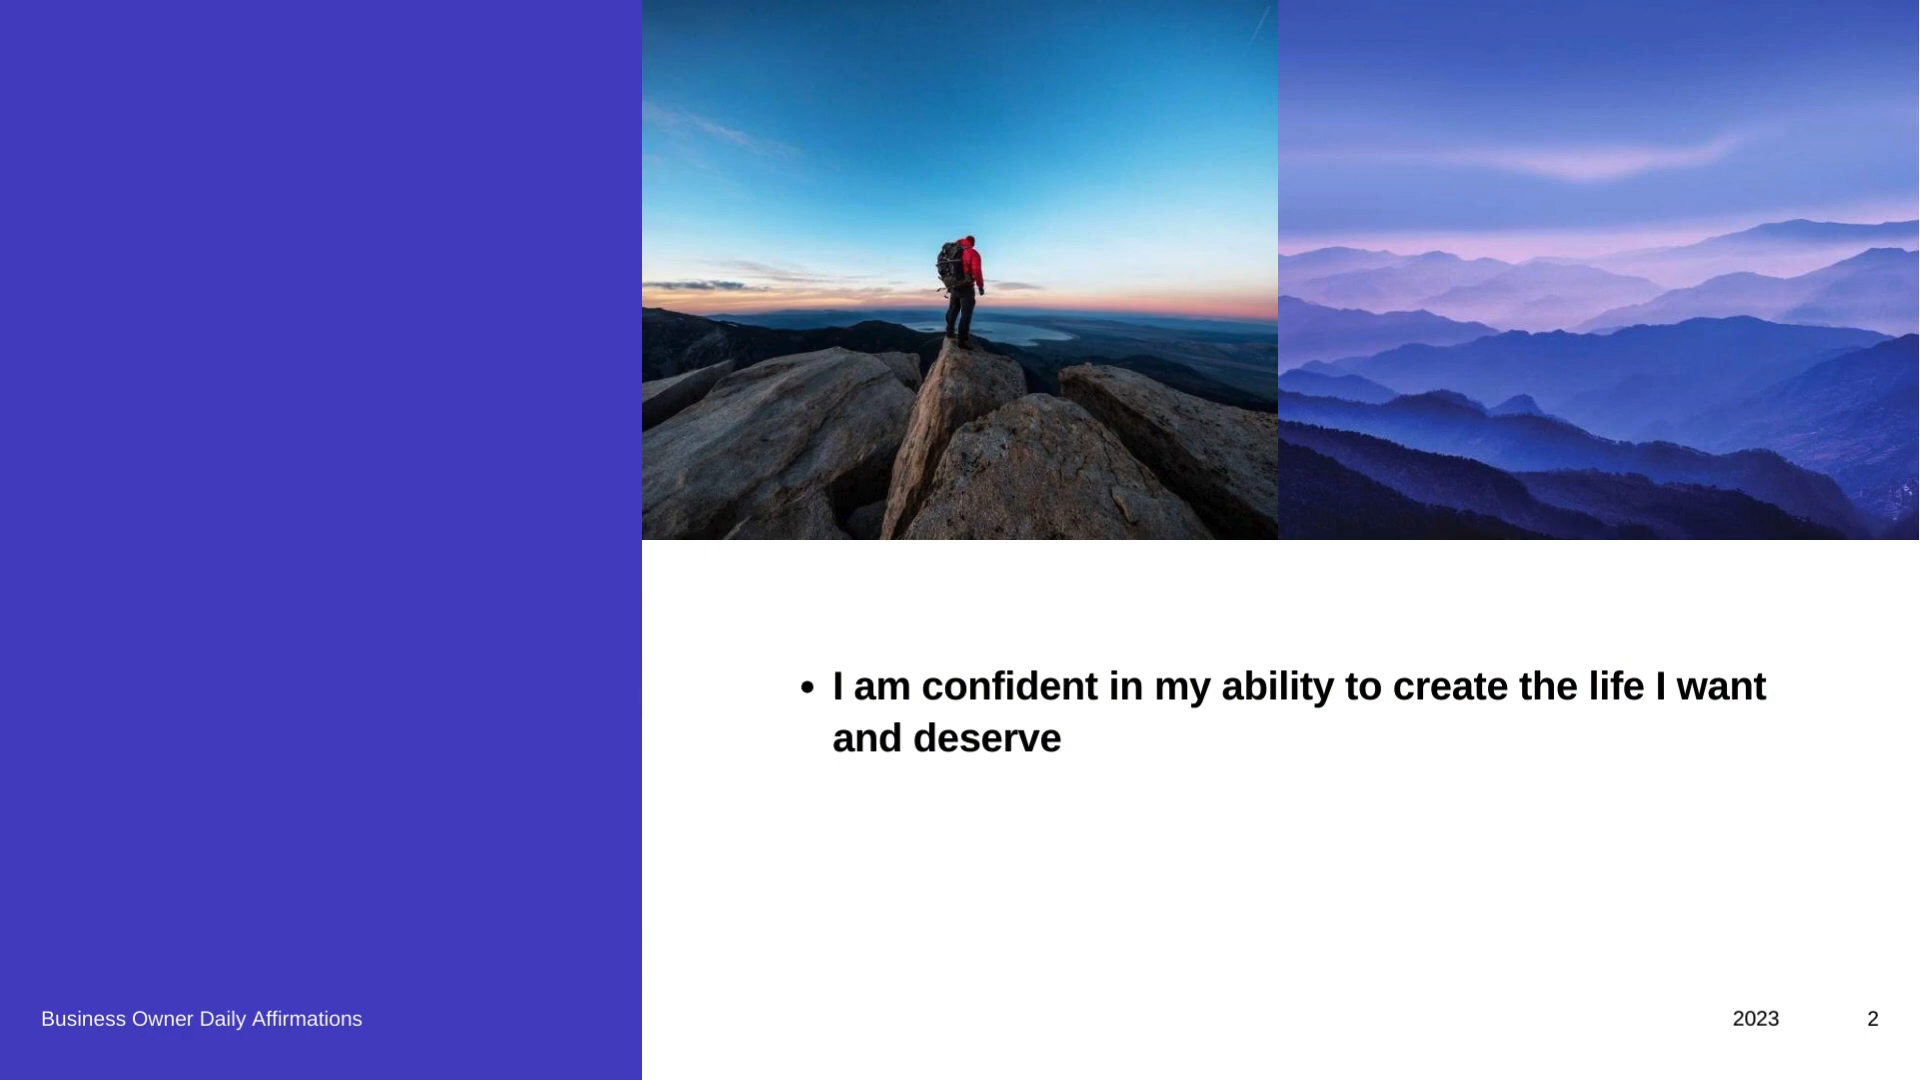 • I am confident in my ability to create the life I want
and deserve
Business Owner Daily Affirmations
2023
2